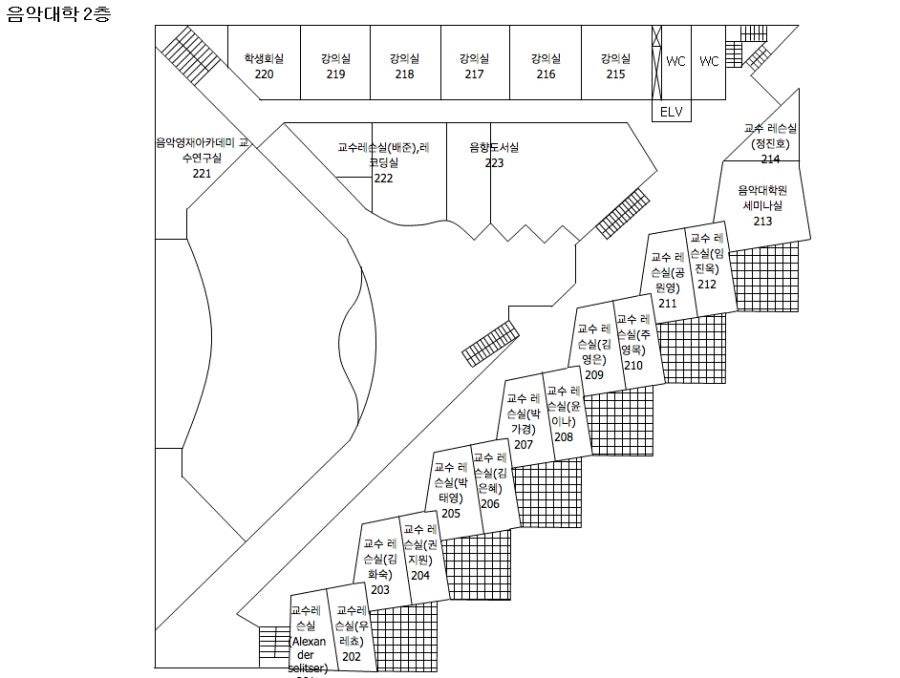 음악대학 2층
학생회실
220
강의실
219
강의실
218
강의실
217
강의실
216
강의실
215
WC
WC
ELV
음악영재아카데미 교
수연구실
221
교수레슨실(배준),레
코딩실
222
음향도서실
223
교수 레슨실
(정진호)
214
음악대학원
세미나실
213
교수 레
슨실(임
진옥)
212
교수 레
슨실(공
원영)
211
교수 레
슨실(주
영목)
210
교수 레
슨실(김
영은)
209
교수 레
슨실(윤
이나)
208
교수 레
슨실(박
가경)
207
교수 레
슨실(김
은혜)
206
교수 레
슨실(박
태영)
205
교수 레
슨실(권
지원)
204
교수 레
슨실(김
화숙)
203
교수레
슨실(우
레쵸)
202
교수레
슨실
(Alexan
der
selitser)